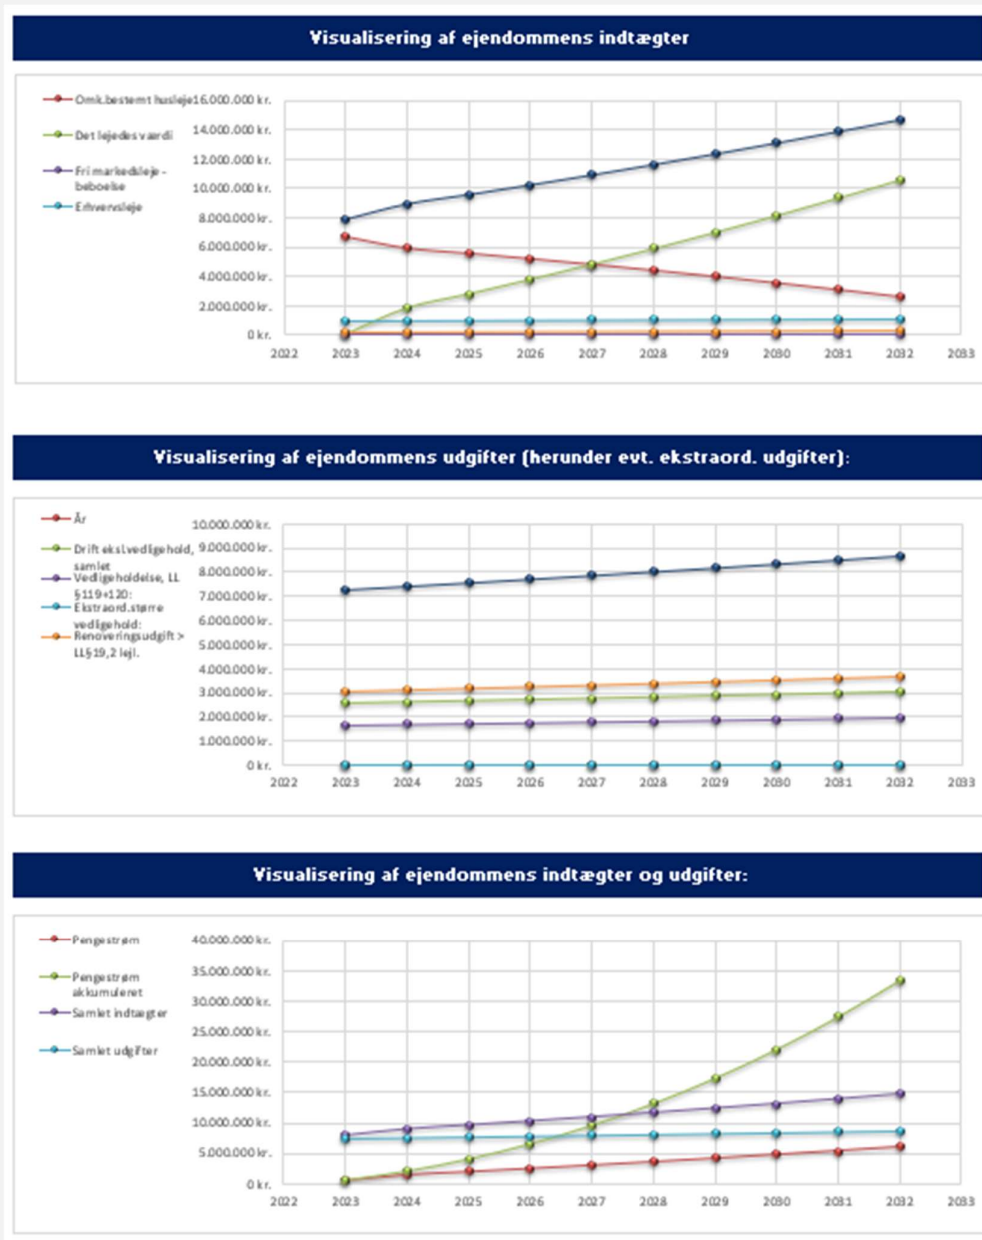 Visualisering af ejendommens indtægter
Omk.bestemt husleje
Det lejedes værdi
Fri markedsleje -
beboelse
Erhvervsleje
16.000.000 kr.
14.000.000 kr.
12.000.000 kr.
10.000.000 kr.
8.000.000 kr.
6.000.000 kr.
4.000.000 kr.
2.000.000 kr.
0 kr.
2022 2023 2024 2025 2026 2027 2028 2029 2030 2031 2032 2033
Visualisering af ejendommens udgifter (herunder evt. ekstraord. udgifter):
År
Drift eksl.vedligehold,
samlet
Vedligeholdelse, LL
§119+120:
Ekstraord.større
vedligehold:
Renoveringsudgift >
LL§19,2 lejl.
10.000.000 kr.
9.000.000 kr.
8.000.000 kr.
7.000.000 kr.
6.000.000 kr.
5.000.000 kr.
4.000.000 kr.
3.000.000 kr.
2.000.000 kr.
1.000.000 kr.
0 kr.
2022 2023 2024 2025 2026 2027 2028 2029 2030 2031 2032 2033
Visualisering af ejendommens indtægter og udgifter:
Pengestrøm
Pengestrøm
akkumuleret
Samlet indtægter
Samlet udgifter
40.000.000 kr.
35.000.000 kr.
30.000.000 kr.
25.000.000 kr.
20.000.000 kr.
15.000.000 kr.
10.000.000 kr.
5.000.000 kr.
0 kr.
2022 2023 2024 2025 2026 2027 2028 2029 2030 2031 2032 2033